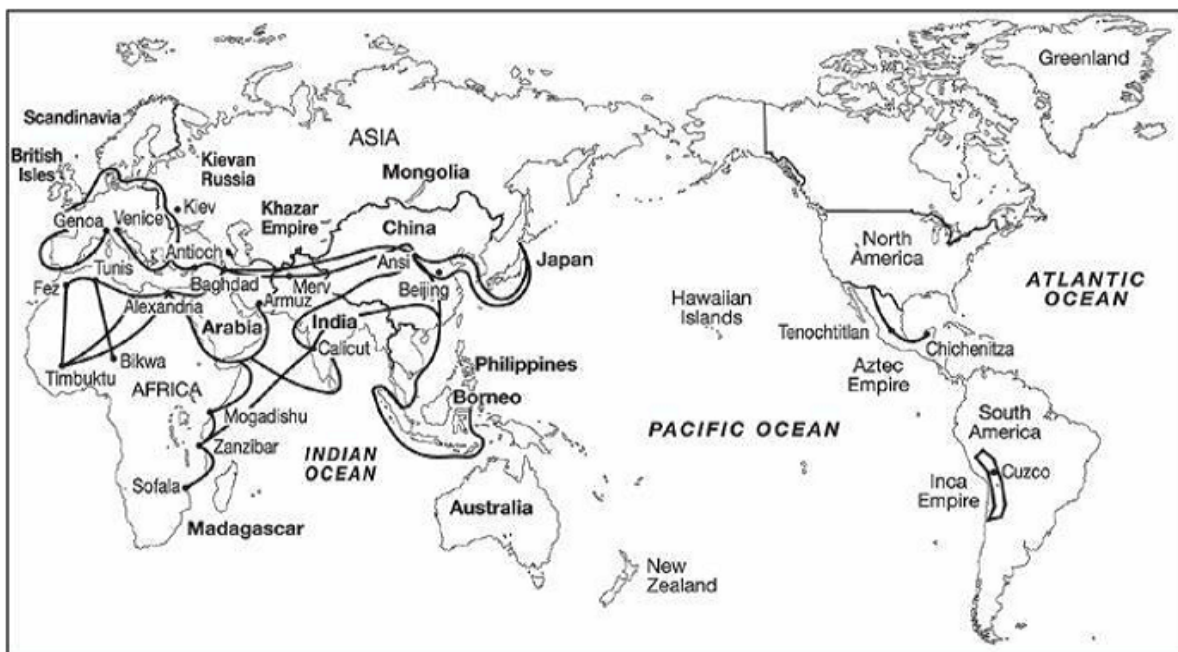 Greenland
Scandinavia
ASIA
British
Isles
Kievan
Russia
Mongolia
Kiev
Khazar
Empire
Genoa
Venice
China
North
America
Antioch
Ansi
Japan
ATLANTIC
OCEAN
Tunis
Baghdad
Merv
Fez
Beijing
Alexandria
Armuz
Hawaiian
Islands
Arabia
India
Tenochtitlan
Calicut
Chichenitza
Bikwa
Philippines
Timbuktu
Aztec
Empire
AFRICA
Borneo
Mogadishu
South
America
PACIFIC OCEAN
Zanzibar
INDIAN
OCEAN
Cuzco
Sofala
Inca
Empire
Australia
Madagascar
New
Zealand